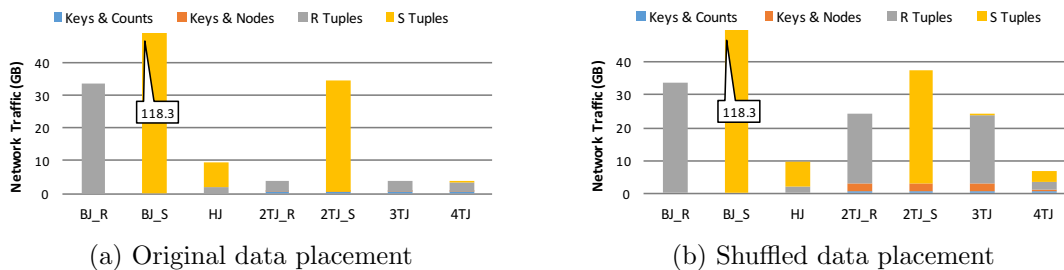 Keys & Counts Keys & Nodes R Tuples S Tuples
Network Traffic (GB)
40
30
20
10
0
118.3
BJ_R BJ_S HJ 2TJ_R 2TJ_S 3TJ 4TJ
(a) Original data placement
Keys & Counts Keys & Nodes R Tuples S Tuples
Network Traffic (GB)
40
30
20
10
0
118.3
BJ_R BJ_S HJ 2TJ_R 2TJ_S 3TJ 4TJ
(b) Shuffled data placement